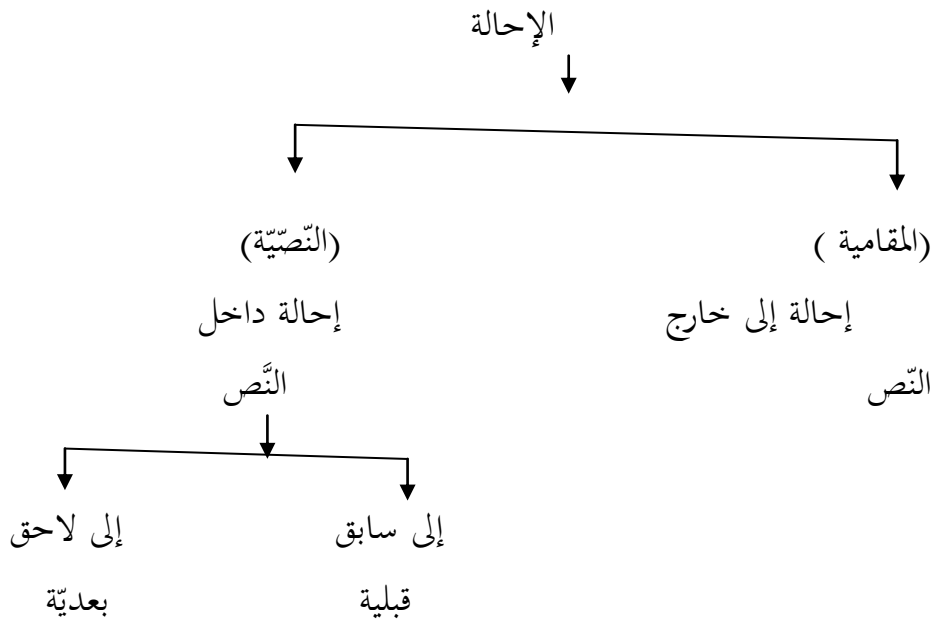 الإحالة
(المقامية )
إحالة إلى خارج
النّص
(النّصّيّة)
إحالة داخل
النَّص
إلى سابق
قبلية
إلى لاحق
بعديّة